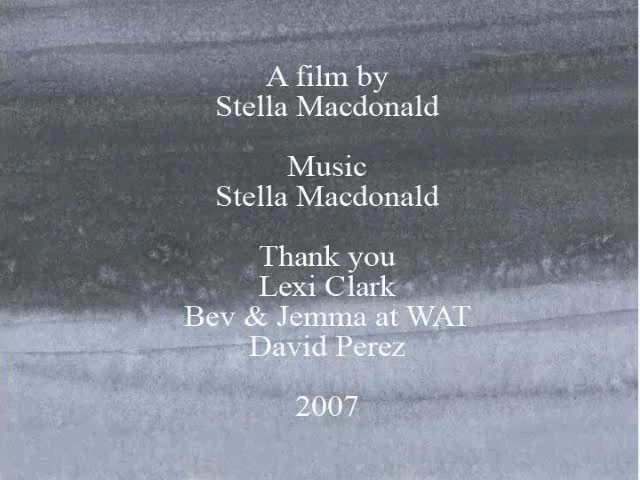 A film by
Stella Macdonald
Music
Stella Macdonald
Thank you
Lexi Clark
Bev & Jemma at WAT
David Perez
2007